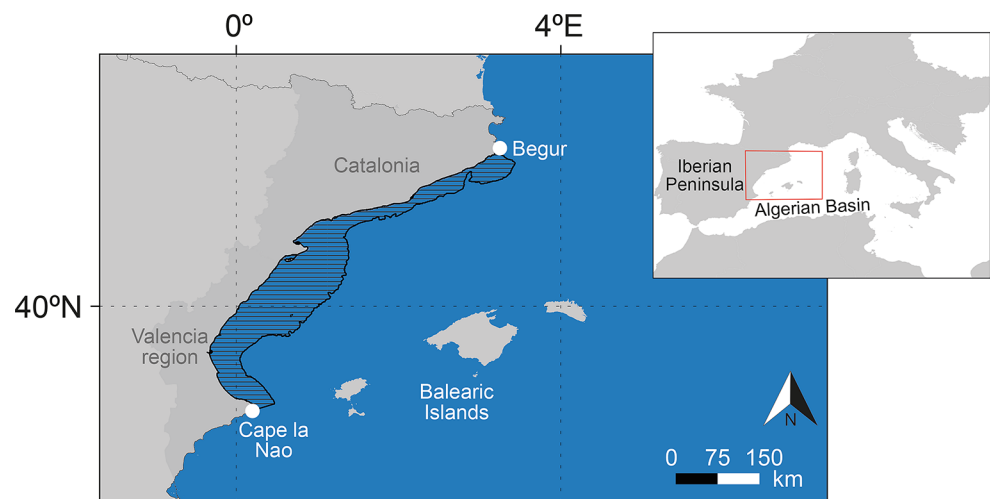 0º
4ºE
Begur
Catalonia
Iberian
Peninsula
Algerian Basin
40ºN
Valencia
region
Balearic
Islands
Cape la
Nao
N
0 75 150
km